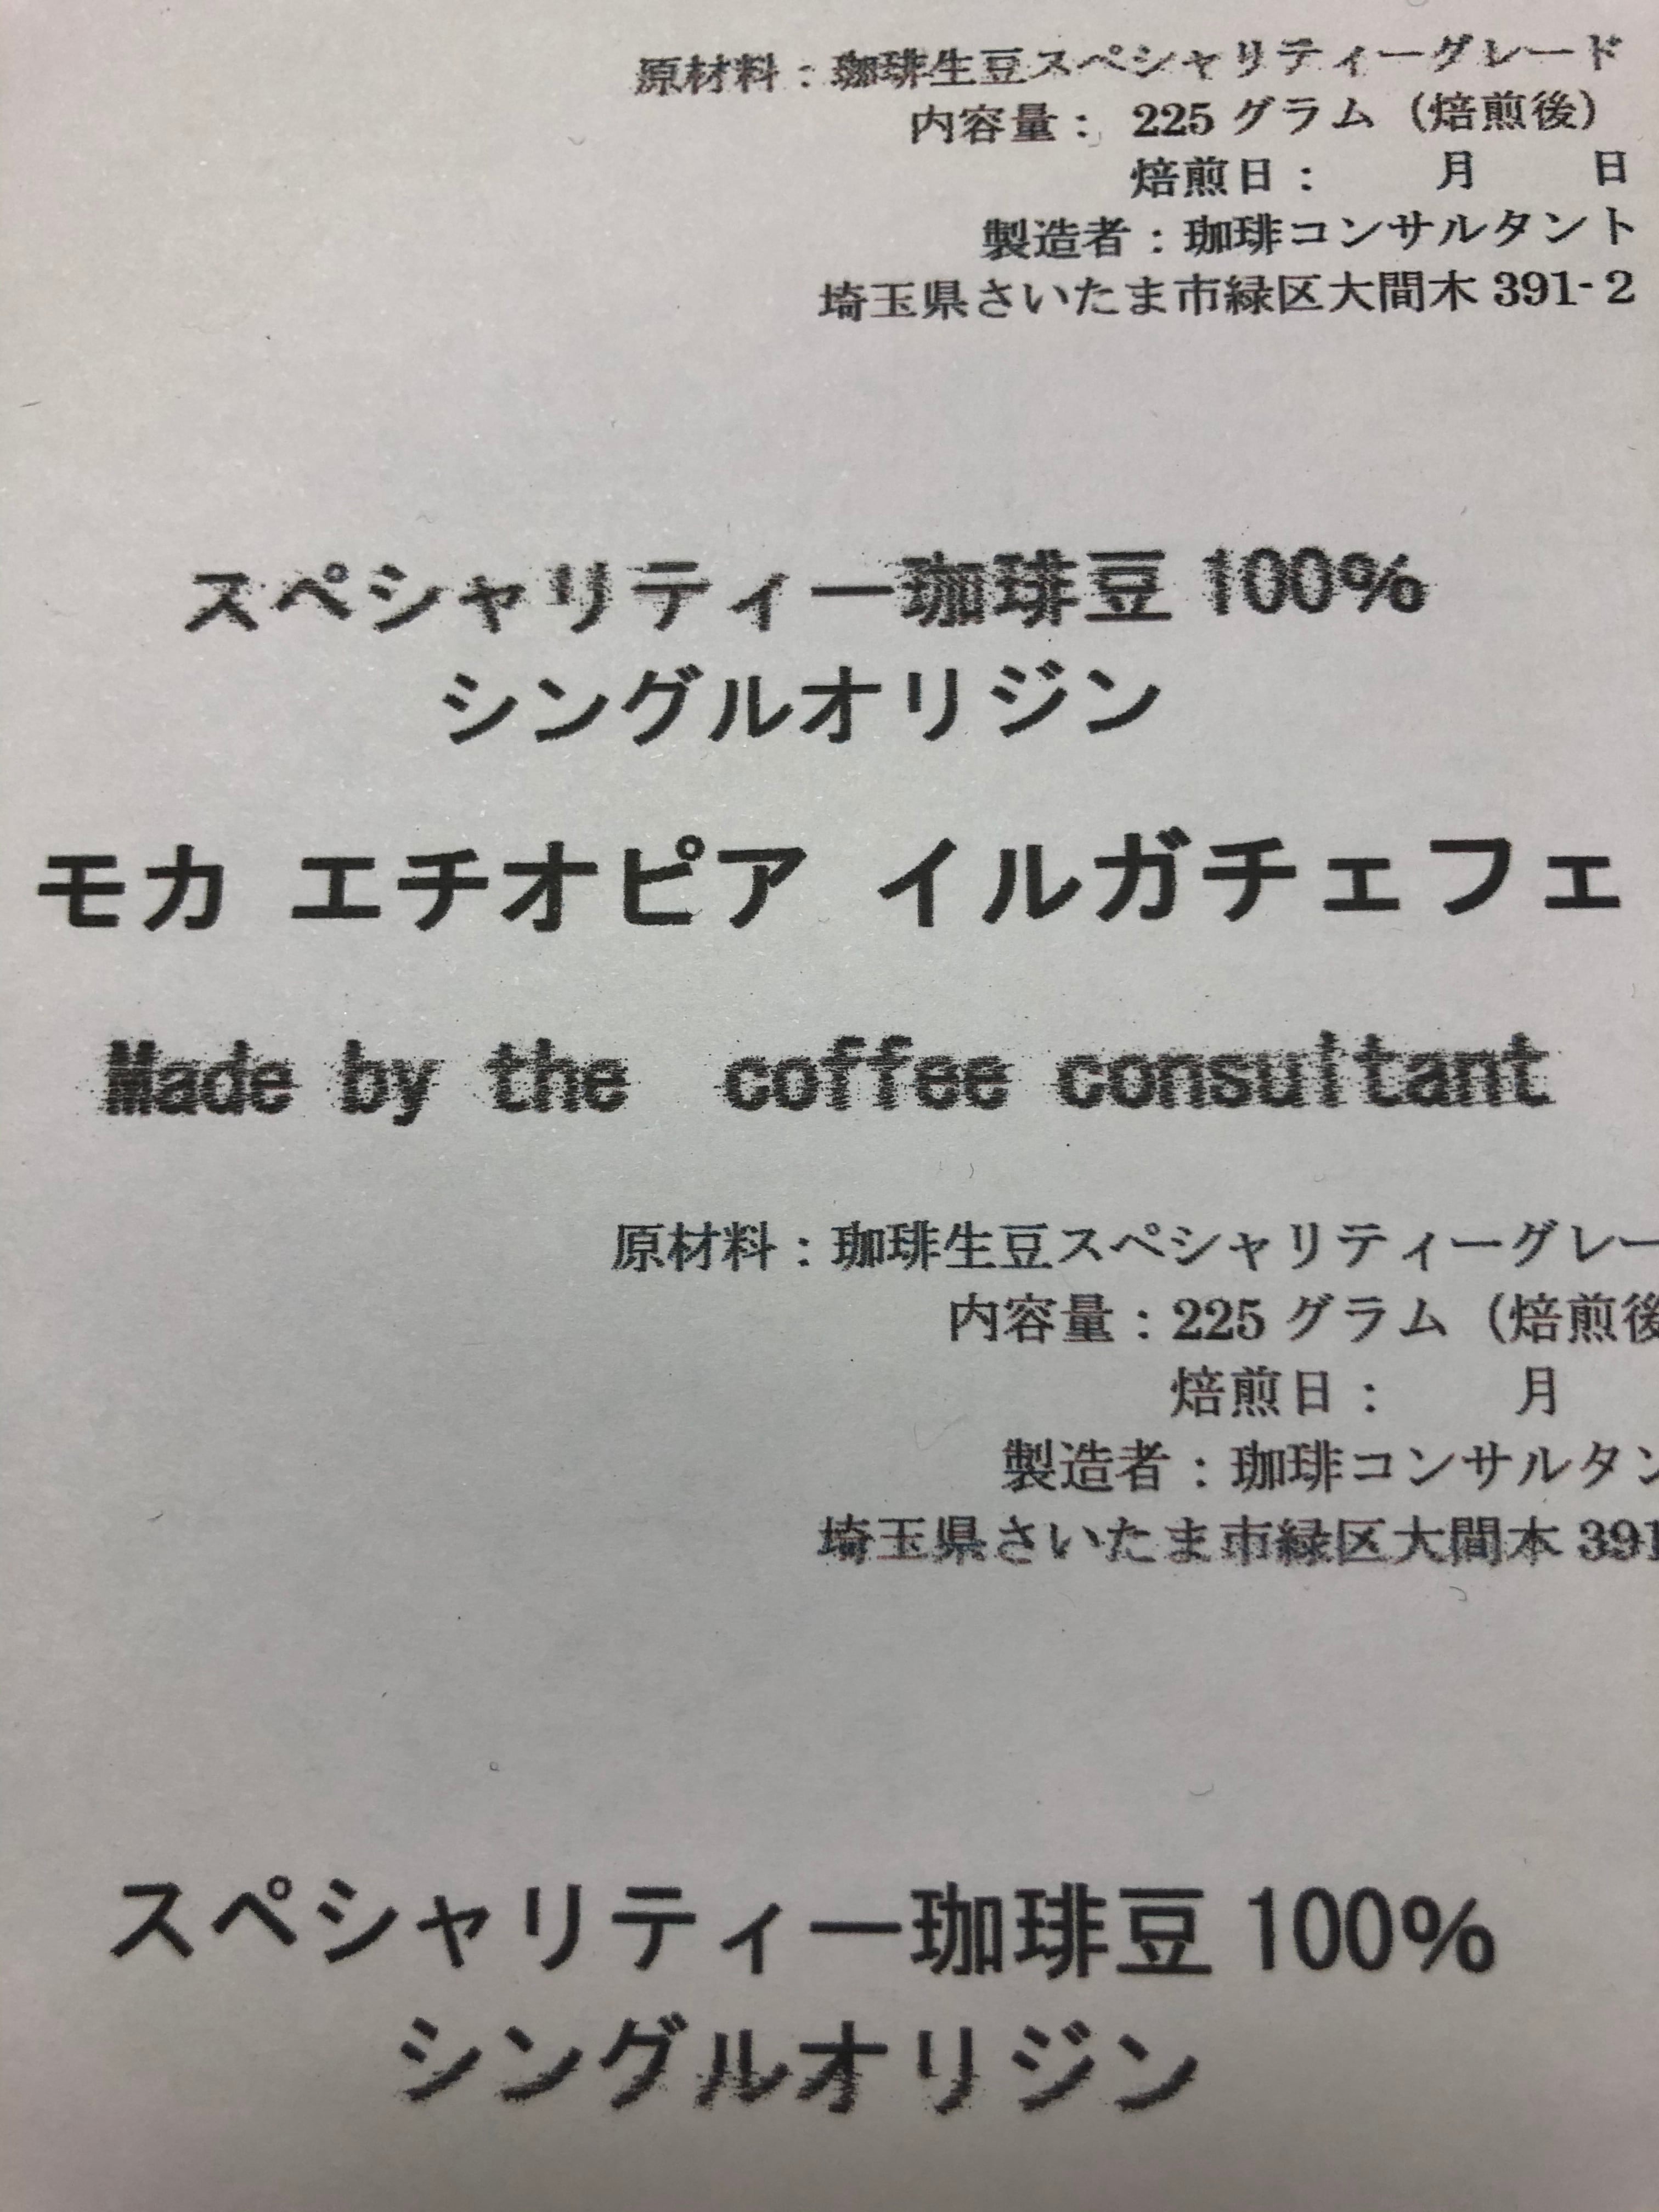 原材料：珈琲生豆スペシャリティーグレード
内容量： 225 グラム（焙煎後）
焙煎日： 月 日
製造者：珈琲コンサルタント
埼玉県さいたま市緑区大間木 391-2
スペシャリティー珈琲豆 100%
シングルオリジン
モカ エチオピア イルガチェフェ
Made by the coffee consultant
原材料：珈琲生豆スペシャリティーグレー
内容量：225 グラム（焙煎後
焙煎日： 月
製造者：珈琲コンサルタン
埼玉県さいたま市緑区大間木 391
スペシャリティー珈琲豆 100%
シングルオリジン